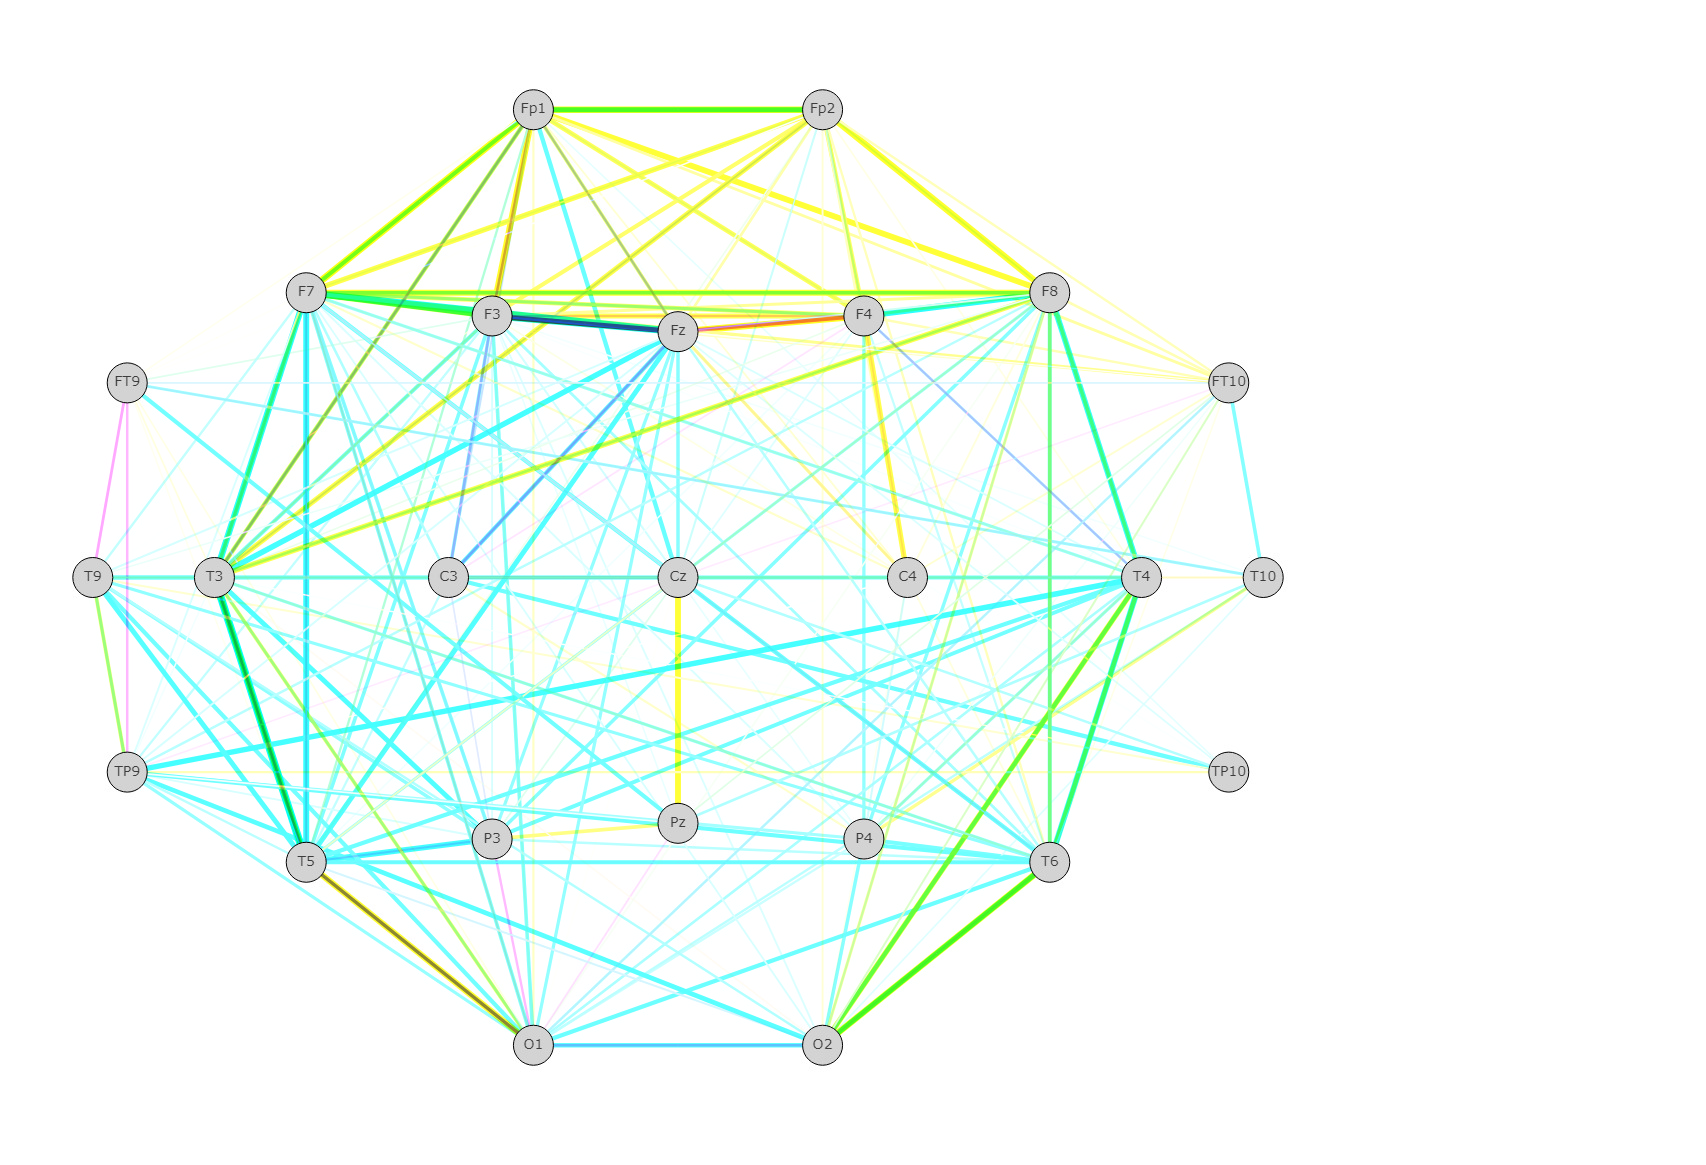 Fp1 Fp2
F7 F3 Fz F4 F8
FT9 FT10
T9 T3 C3 Cz C4 T4 T10
TP9 TP10
T5 P3 Pz P4 T6
O1 O2